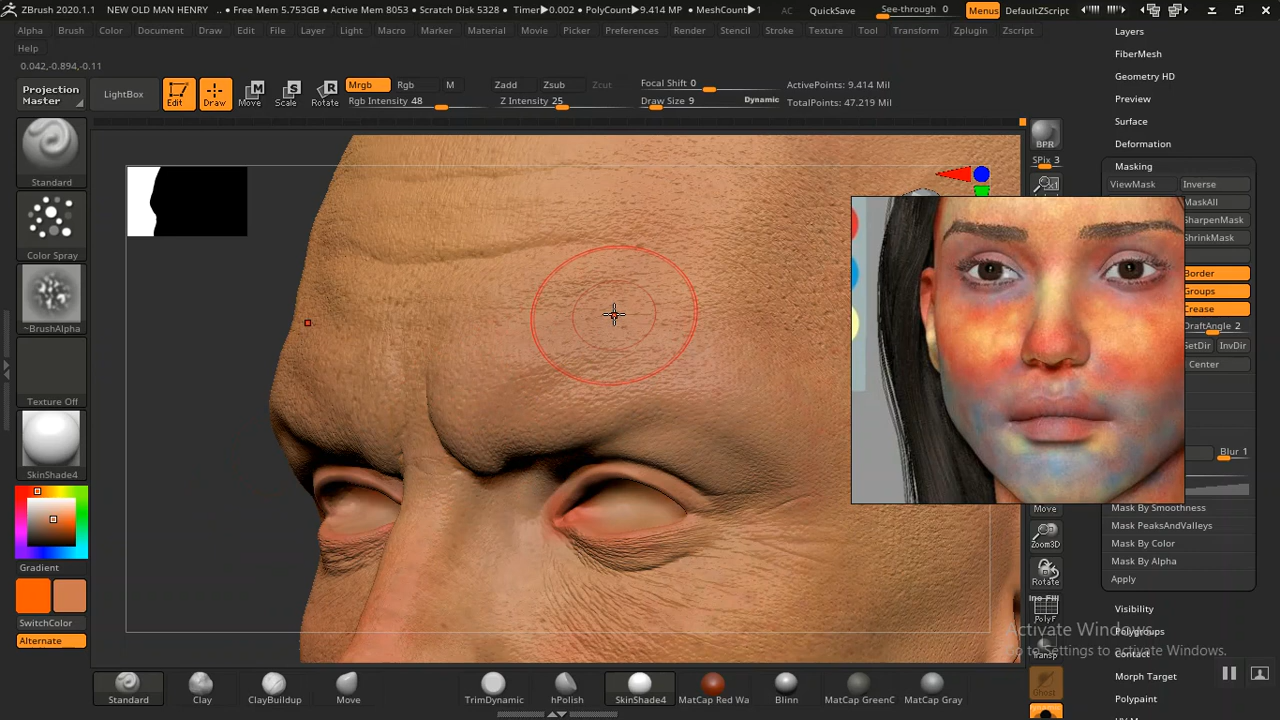 ZBrush 2020.1.1 NEW OLD MAN HENRY .. • Free Mem 5.753GB • Active Mem 8053 • Scratch Disk 5328 • Timer▶0.002 • PolyCount▶9.414 MP • MeshCount▶1 AC QuickSave See-through 0 Menus DefaultZScript
Alpha Brush Color Document Draw Edit File Layer Light Macro Marker Material Movie Picker Preferences Render Stencil Stroke Texture Tool Transform Zplugin Zscript
Help
0.042,-0.894,-0.11
Projection Master
LightBox
Edit Draw Move Scale Rotate
Mrgb Rgb M
Rgb Intensity 48
Zadd Zsub Zcut
Z Intensity 25
Focal Shift 0
Draw Size 9 Dynamic
ActivePoints: 9.414 Mil
TotalPoints: 47.219 Mil
Standard
Color Spray
~BrushAlpha
Texture Off
SkinShade4
Gradient
SwitchColor
Alternate
BPR
SPix 3
Move
Zoom3D
Rotate
PolyF
Transp
Ghost
Layers
FiberMesh
Geometry HD
Preview
Surface
Deformation
Masking
ViewMask Inverse
MaskAll
SharpenMask
ShrinkMask
Border
Groups
Crease
DraftAngle 2
SetDir InvDir
Center
Blur 1
Mask By Smoothness
Mask PeaksAndValleys
Mask By Color
Mask By Alpha
Apply
Visibility
Polygroups
Contact
Morph Target
Polypaint
Activate Windows
Go to Settings to activate Windows.
Standard Clay ClayBuildup Move TrimDynamic hPolish SkinShade4 MatCap Red Wa Blinn MatCap GreenC MatCap Gray